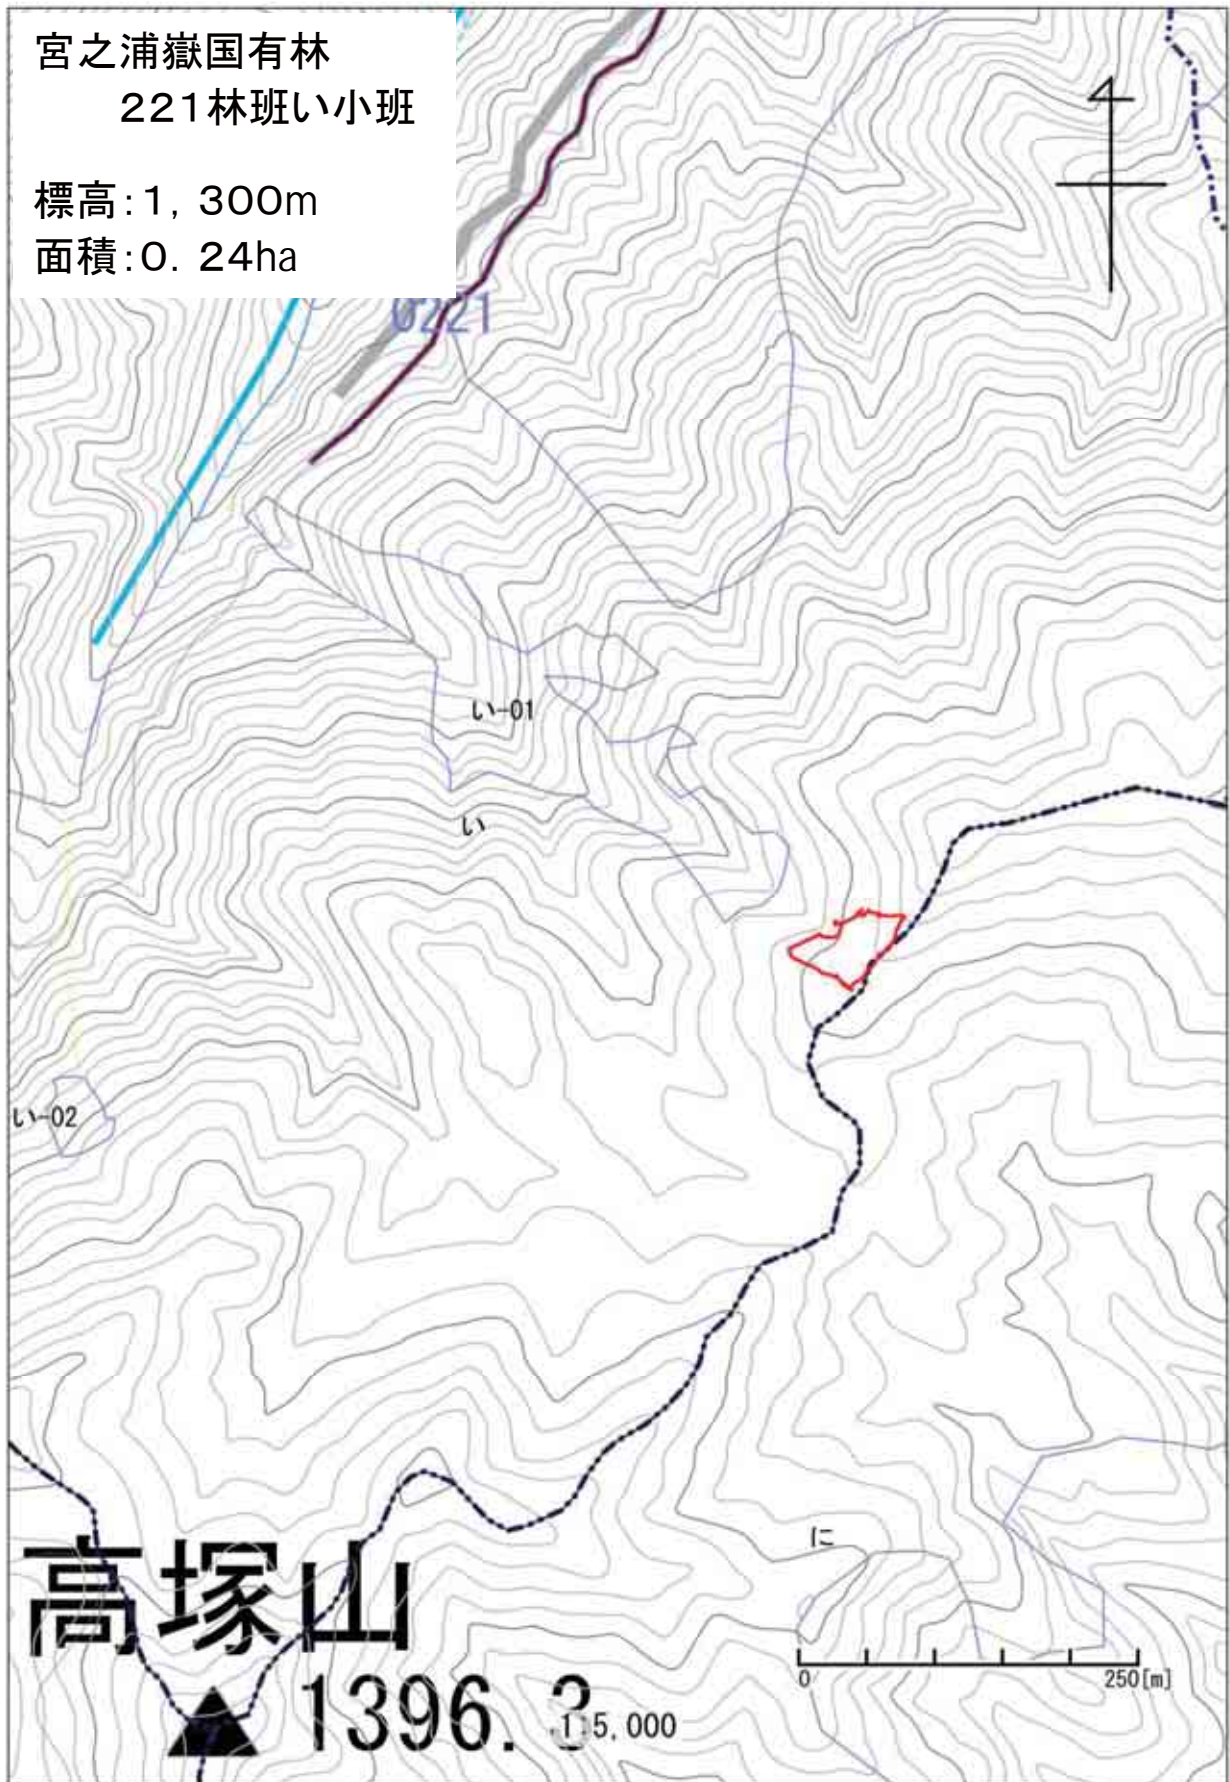 宮之浦嶽国有林
221林班い小班
標高:1,300m
面積:0.24ha
0221
い-01
い
い-02
に
高塚山
1396.3
1:5,000
0 250[m]